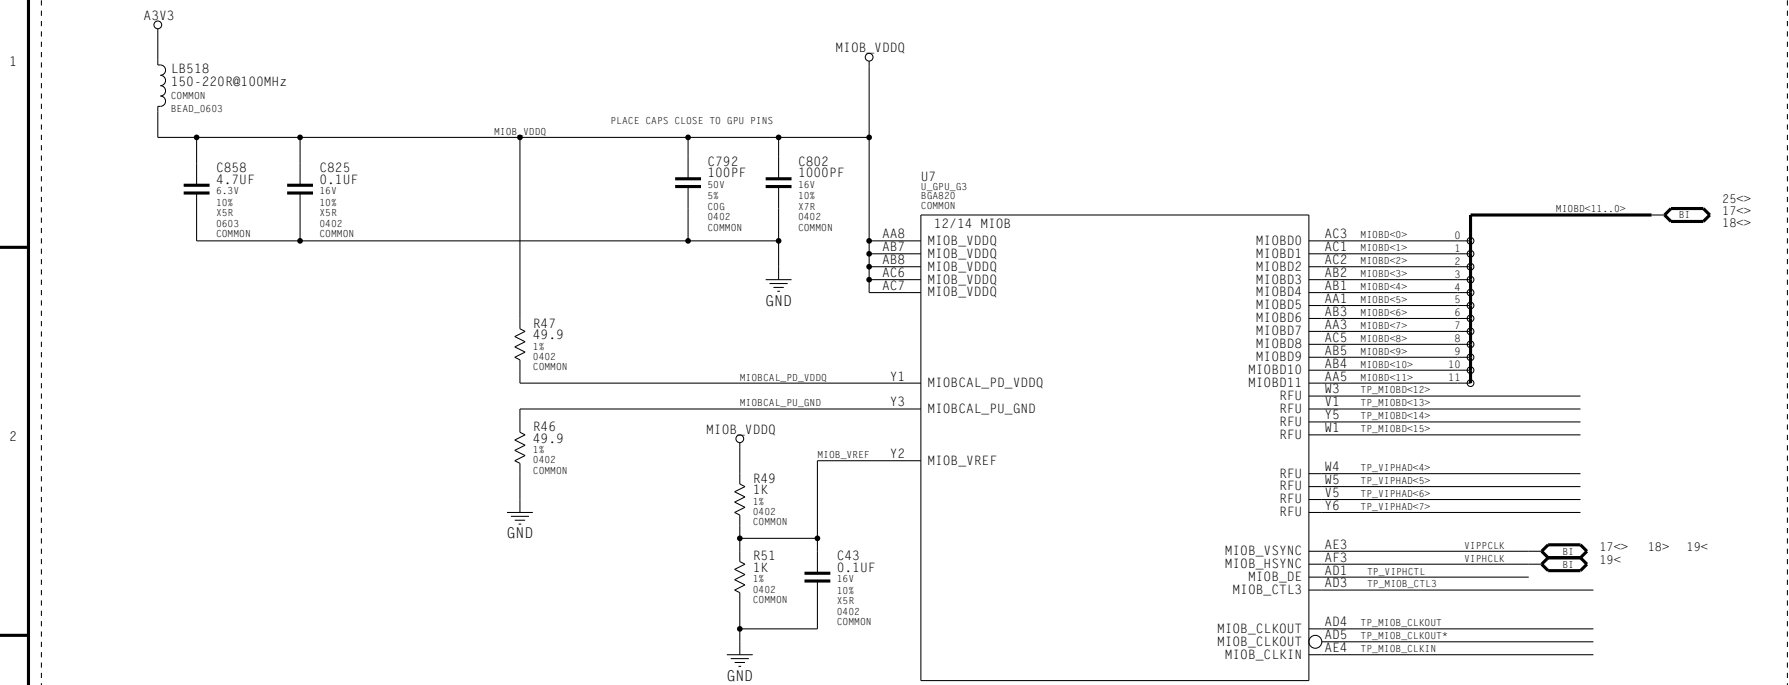 A3V3
1
LB518
150-220R@100MHz
COMMON
BEAD_0603
MIOB_VDDQ
PLACE CAPS CLOSE TO GPU PINS
MIOB_VDDQ
C858
4.7UF
6.3V
10%
X5R
0603
COMMON
C825
0.1UF
16V
10%
X5R
0402
COMMON
C792
100PF
50V
5%
COG
0402
COMMON
C802
1000PF
16V
10%
X7R
0402
COMMON
GND
U7
U_GPU_G3
BGA820
COMMON
12/14 MIOB
AA8 MIOB_VDDQ
AB7 MIOB_VDDQ
AB8 MIOB_VDDQ
AC6 MIOB_VDDQ
AC7 MIOB_VDDQ
MIOBD<11..0> BI
25<>
17<>
18<>
MIOBD0 AC3 MIOBD<0> 0
MIOBD1 AC1 MIOBD<1> 1
MIOBD2 AC2 MIOBD<2> 2
MIOBD3 AB2 MIOBD<3> 3
MIOBD4 AB1 MIOBD<4> 4
MIOBD5 AA1 MIOBD<5> 5
MIOBD6 AB3 MIOBD<6> 6
MIOBD7 AA3 MIOBD<7> 7
MIOBD8 AC5 MIOBD<8> 8
MIOBD9 AB5 MIOBD<9> 9
MIOBD10 AB4 MIOBD<10> 10
MIOBD11 AA5 MIOBD<11> 11
RFU W3 TP_MIOBD<12>
RFU V1 TP_MIOBD<13>
RFU Y5 TP_MIOBD<14>
RFU W1 TP_MIOBD<15>
R47
49.9
1%
0402
COMMON
MIOBCAL_PD_VDDQ Y1 MIOBCAL_PD_VDDQ
MIOBCAL_PU_GND Y3 MIOBCAL_PU_GND
2
R46
49.9
1%
0402
COMMON
GND
MIOB_VDDQ
MIOB_VREF Y2 MIOB_VREF
R49
1K
1%
0402
COMMON
R51
1K
1%
0402
COMMON
C43
0.1UF
16V
10%
X5R
0402
COMMON
GND
RFU W4 TP_VIPHAD<4>
RFU W5 TP_VIPHAD<5>
RFU V5 TP_VIPHAD<6>
RFU Y6 TP_VIPHAD<7>
MIOB_VSYNC AE3 VIPPCLK BI 17<> 18> 19<
MIOB_HSYNC AF3 VIPHCLK BI 19<
MIOB_DE AD1 TP_VIPHCTL
MIOB_CTL3 AD3 TP_MIOB_CTL3
MIOB_CLKOUT AD4 TP_MIOB_CLKOUT
MIOB_CLKOUT AD5 TP_MIOB_CLKOUT*
MIOB_CLKIN AE4 TP_MIOB_CLKIN